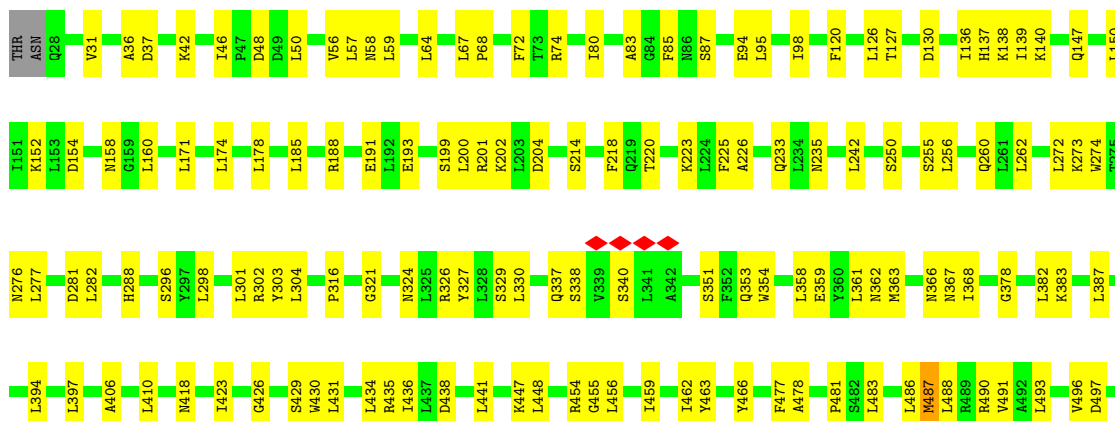 THR ASN Q28 V31 A36 D37 K42 I46 P47 D48 D49 L50 V56 L57 N58 L59 L64 L67 P68 F72 T73 R74 I80 A83 G84 F85 N86 S87 E94 L95 I98 F120 L126 T127 D130 I136 H137 K138 I139 K140 Q147 L150
I151 K152 L153 D154 N158 G159 L160 L171 L174 L178 L185 R188 E191 L192 E193 S199 L200 R201 K202 L203 D204 S214 F218 Q219 T220 K223 L224 F225 A226 Q233 L234 N235 L242 S250 S255 L256 Q260 L261 L262 L272 K273 W274 T275
N276 L277 D281 L282 H288 S296 Y297 L298 L301 R302 Y303 L304 P316 G321 N324 L325 R326 Y327 L328 S329 L330 Q337 S338 V339 S340 L341 A342 S351 F352 Q353 W354 L358 E359 Y360 L361 N362 M363 N366 N367 I368 G378 L382 K383 L387
L394 L397 A406 L410 N418 I423 G426 S429 W430 L431 L434 R435 I436 L437 D438 L441 K447 L448 R454 G455 L456 I459 I462 Y463 Y466 F477 A478 P481 S482 L483 L486 M487 L488 R489 R490 V491 A492 L493 V496 D497